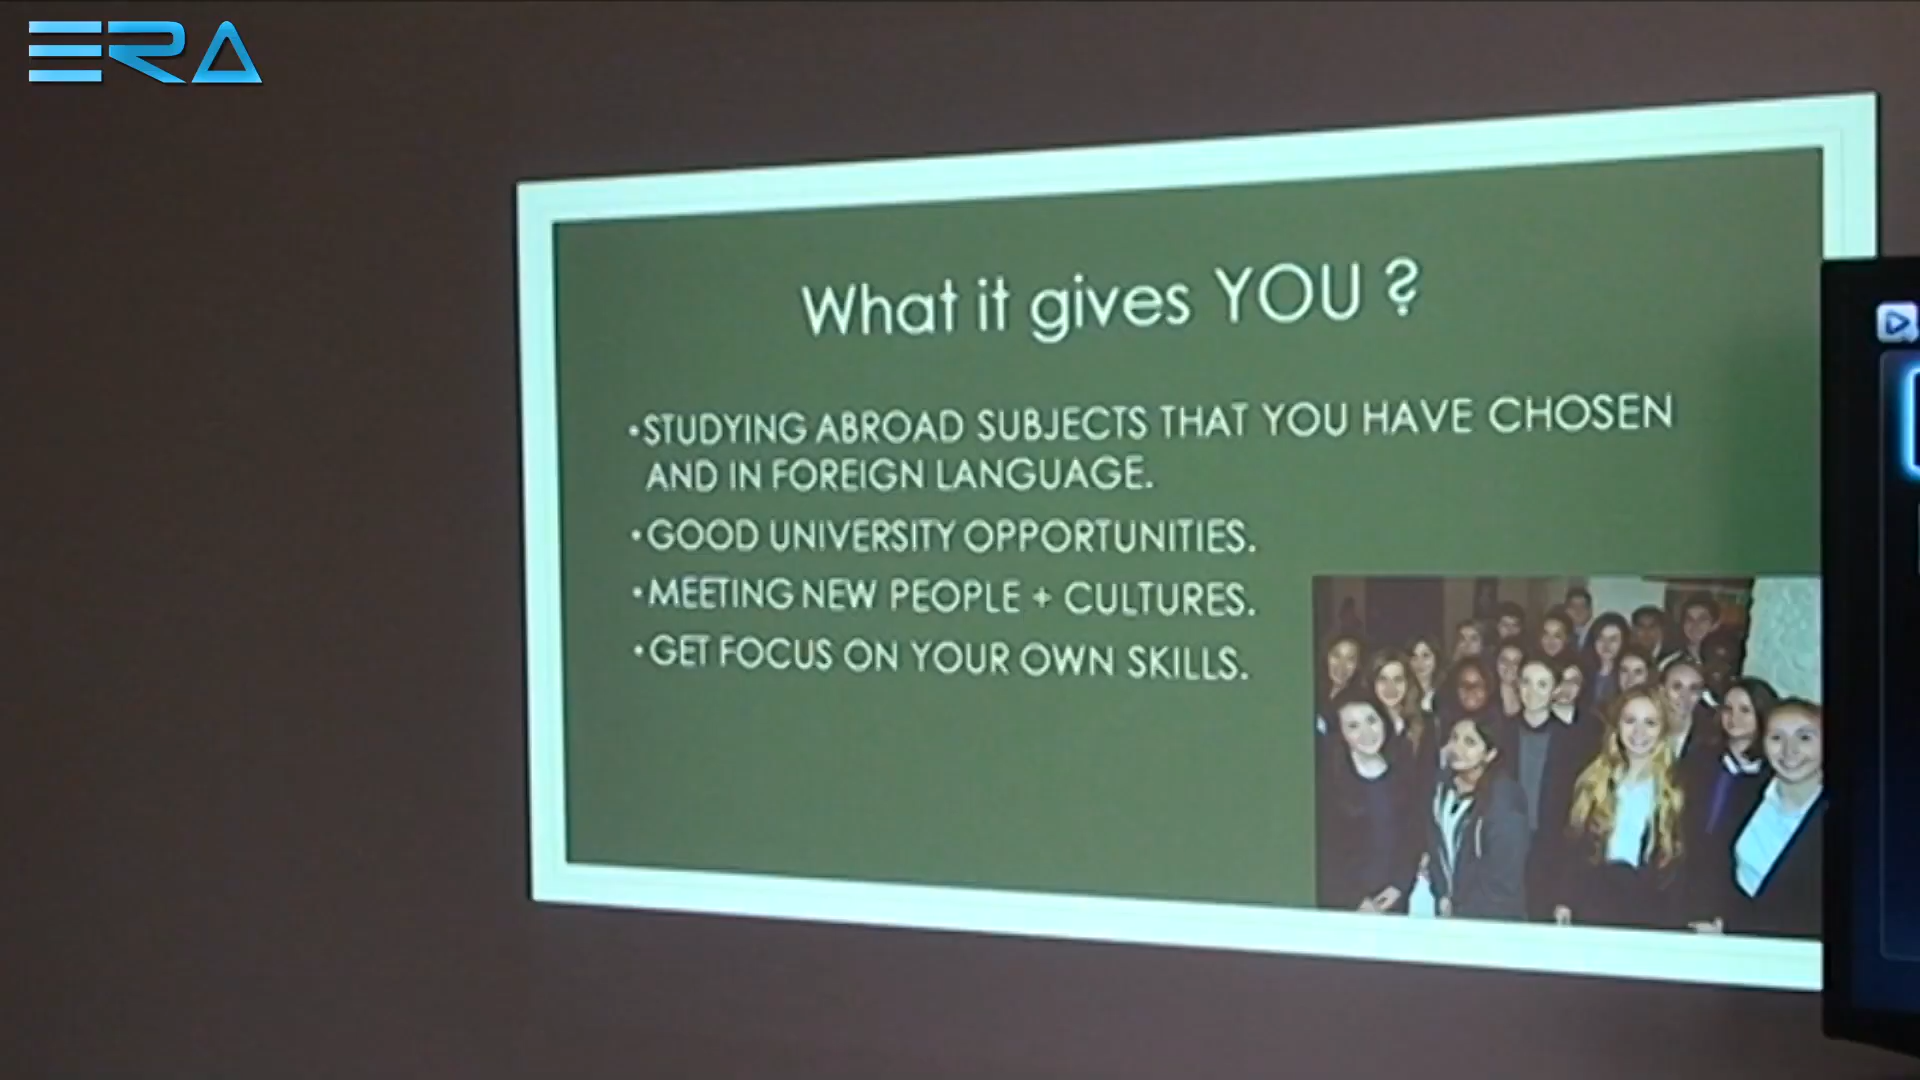 ERA
What it gives YOU ?
•STUDYING ABROAD SUBJECTS THAT YOU HAVE CHOSEN
AND IN FOREIGN LANGUAGE.
•GOOD UNIVERSITY OPPORTUNITIES.
•MEETING NEW PEOPLE + CULTURES.
•GET FOCUS ON YOUR OWN SKILLS.